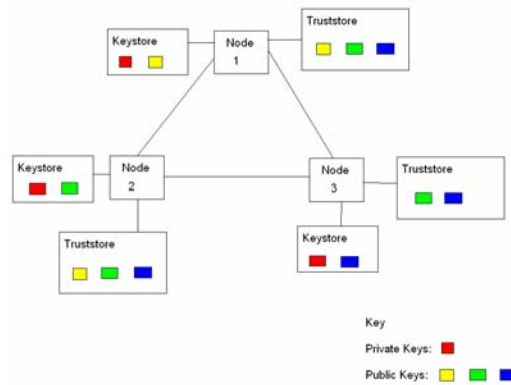 Truststore
Keystore
Node
1
Keystore
Node
2
Node
3
Truststore
Truststore
Keystore
Key
Private Keys:
Public Keys: